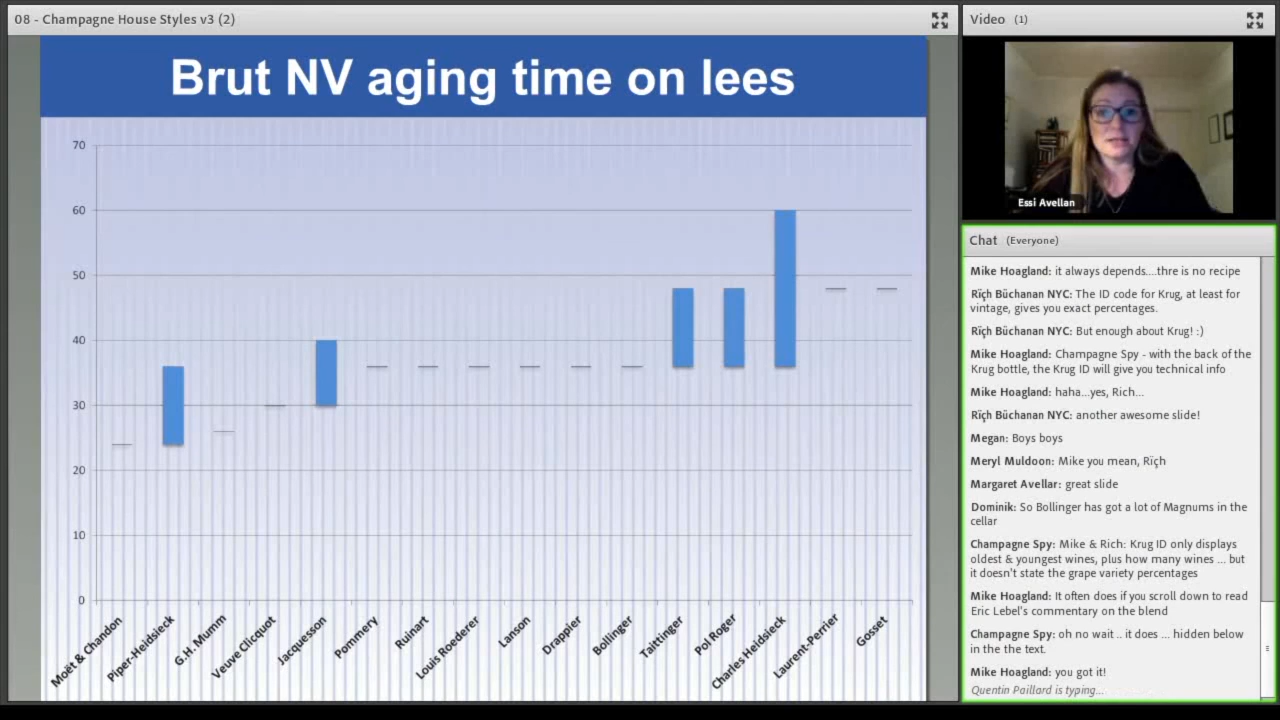 08 - Champagne House Styles v3 (2)
Brut NV aging time on lees
70
60
50
40
30
20
10
0
Moët & Chandon
Piper-Heidsieck
G.H. Mumm
Veuve Clicquot
Jacquesson
Pommery
Ruinart
Louis Roederer
Lanson
Drappier
Bollinger
Taittinger
Pol Roger
Charles Heidsieck
Laurent-Perrier
Gosset
Video (1)
Essi Avellan
Chat (Everyone)
Mike Hoagland: it always depends....thre is no recipe
Rïçh Büchanan NYC: The ID code for Krug, at least for
vintage, gives you exact percentages.
Rïçh Büchanan NYC: But enough about Krug! :)
Mike Hoagland: Champagne Spy - with the back of the
Krug bottle, the Krug ID will give you technical info
Mike Hoagland: haha...yes, Rich...
Rïçh Büchanan NYC: another awesome slide!
Megan: Boys boys
Meryl Muldoon: Mike you mean, Rïçh
Margaret Avellar: great slide
Dominik: So Bollinger has got a lot of Magnums in the
cellar
Champagne Spy: Mike & Rich: Krug ID only displays
oldest & youngest wines, plus how many wines ... but
it doesn't state the grape variety percentages
Mike Hoagland: It often does if you scroll down to read
Eric Lebel's commentary on the blend
Champagne Spy: oh no wait .. it does ... hidden below
in the the text.
Mike Hoagland: you got it!
Quentin Paillard is typing...